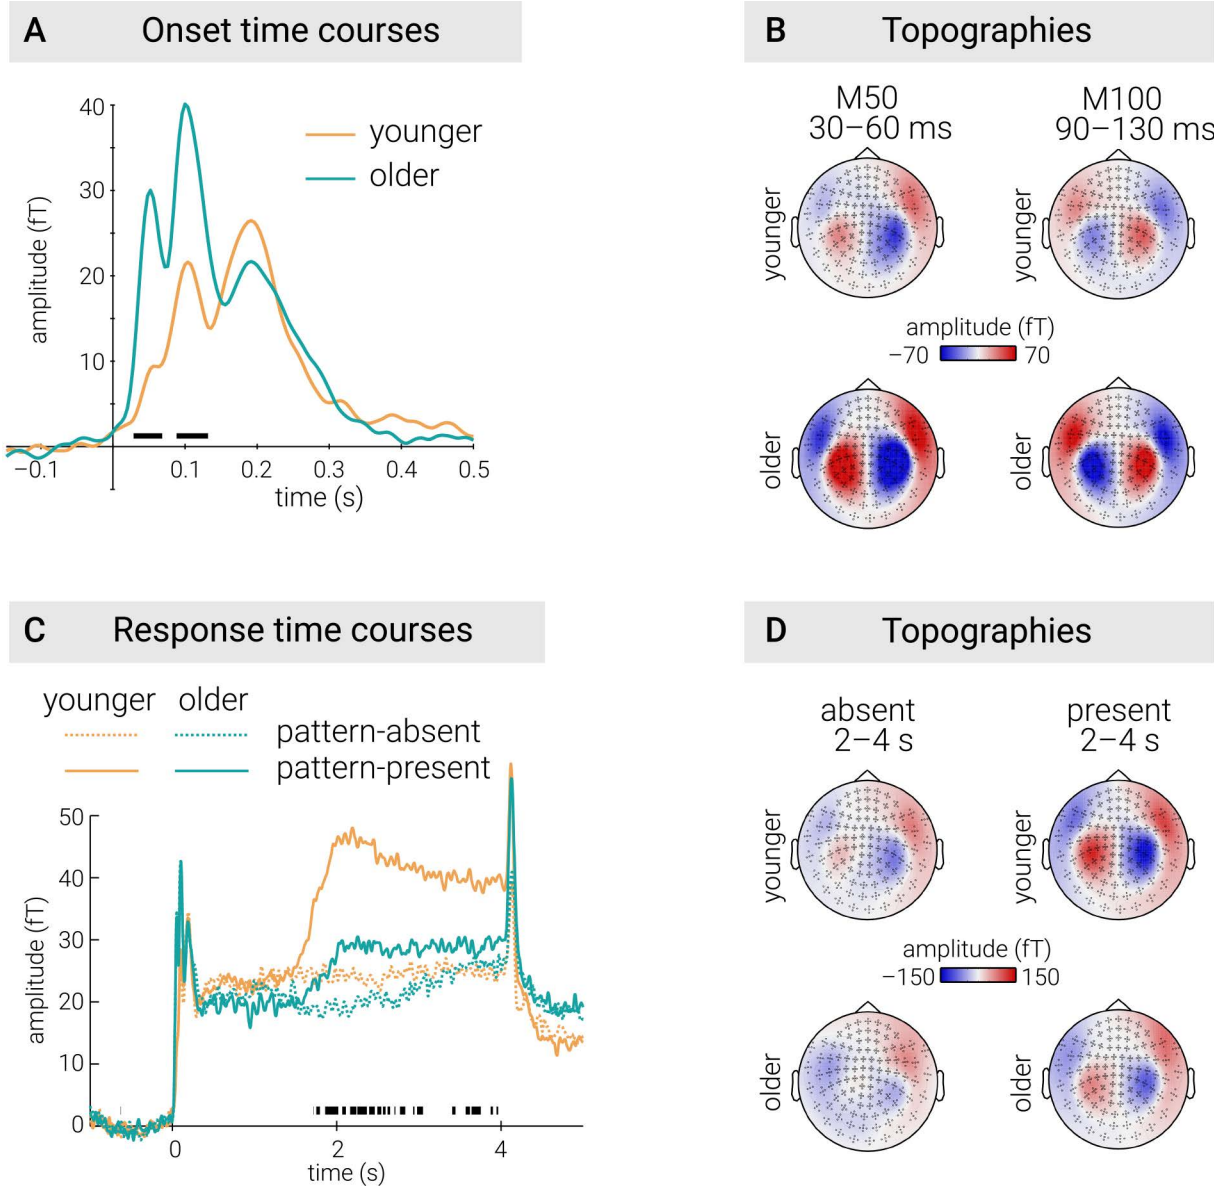 A Onset time courses
amplitude (fT)
40
30
20
10
younger
older
−0.1 0.1 0.2 0.3 0.4 0.5
time (s)
B Topographies
M50 M100
30–60 ms 90–130 ms
younger younger
amplitude (fT)
−70 70
older older
C Response time courses
younger older
pattern-absent
pattern-present
amplitude (fT)
50
40
30
20
10
0
0 2 4
time (s)
D Topographies
absent present
2–4 s 2–4 s
younger younger
amplitude (fT)
−150 150
older older